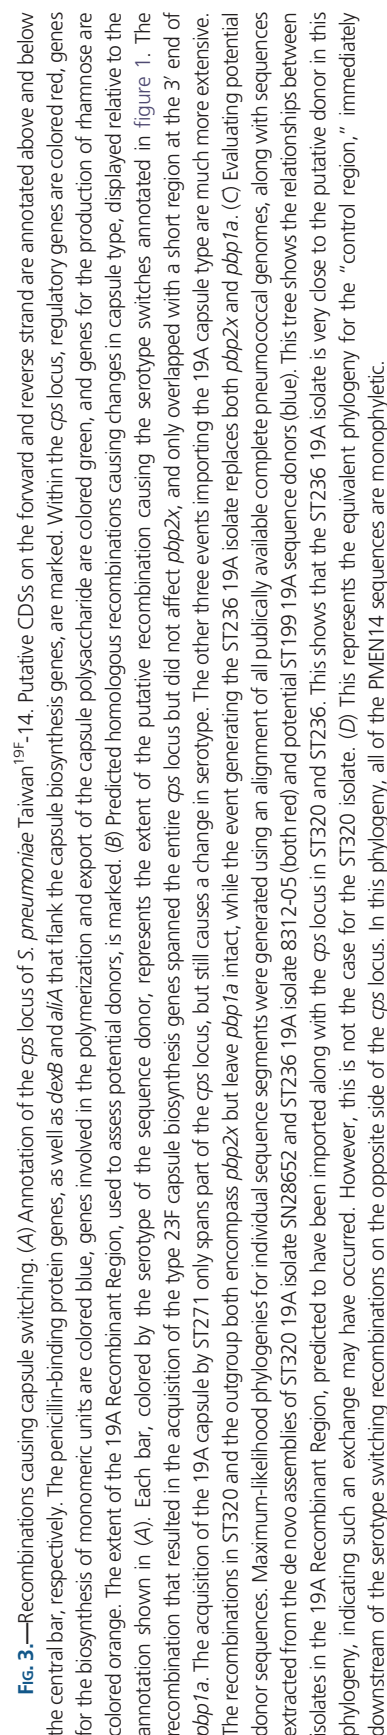 FIG. 3.—Recombinations causing capsule switching. (A) Annotation of the cps locus of S. pneumoniae Taiwan19F-14. Putative CDSs on the forward and reverse strand are annotated above and below
the central bar, respectively. The penicillin-binding protein genes, as well as dexB and aliA that flank the capsule biosynthesis genes, are marked. Within the cps locus, regulatory genes are colored red, genes
for the biosynthesis of monomeric units are colored blue, genes involved in the polymerization and export of the capsule polysaccharide are colored green, and genes for the production of rhamnose are
colored orange. The extent of the 19A Recombinant Region, used to assess potential donors, is marked. (B) Predicted homologous recombinations causing changes in capsule type, displayed relative to the
annotation shown in (A). Each bar, colored by the serotype of the sequence donor, represents the extent of the putative recombination causing the serotype switches annotated in figure 1. The
recombination that resulted in the acquisition of the type 23F capsule biosynthesis genes spanned the entire cps locus but did not affect pbp2x, and only overlapped with a short region at the 3′ end of
pbp1a. The acquisition of the 19A capsule by ST271 only spans part of the cps locus, but still causes a change in serotype. The other three events importing the 19A capsule type are much more extensive.
The recombinations in ST320 and the outgroup both encompass pbp2x but leave pbp1a intact, while the event generating the ST236 19A isolate replaces both pbp2x and pbp1a. (C) Evaluating potential
donor sequences. Maximum-likelihood phylogenies for individual sequence segments were generated using an alignment of all publically available complete pneumococcal genomes, along with sequences
extracted from the de novo assemblies of ST320 19A isolate SN28652 and ST236 19A isolate 8312-05 (both red) and potential ST199 19A sequence donors (blue). This tree shows the relationships between
isolates in the 19A Recombinant Region, predicted to have been imported along with the cps locus in ST320 and ST236. This shows that the ST236 19A isolate is very close to the putative donor in this
phylogeny, indicating such an exchange may have occurred. However, this is not the case for the ST320 isolate. (D) This represents the equivalent phylogeny for the “control region,” immediately
downstream of the serotype switching recombinations on the opposite side of the cps locus. In this phylogeny, all of the PMEN14 sequences are monophyletic.